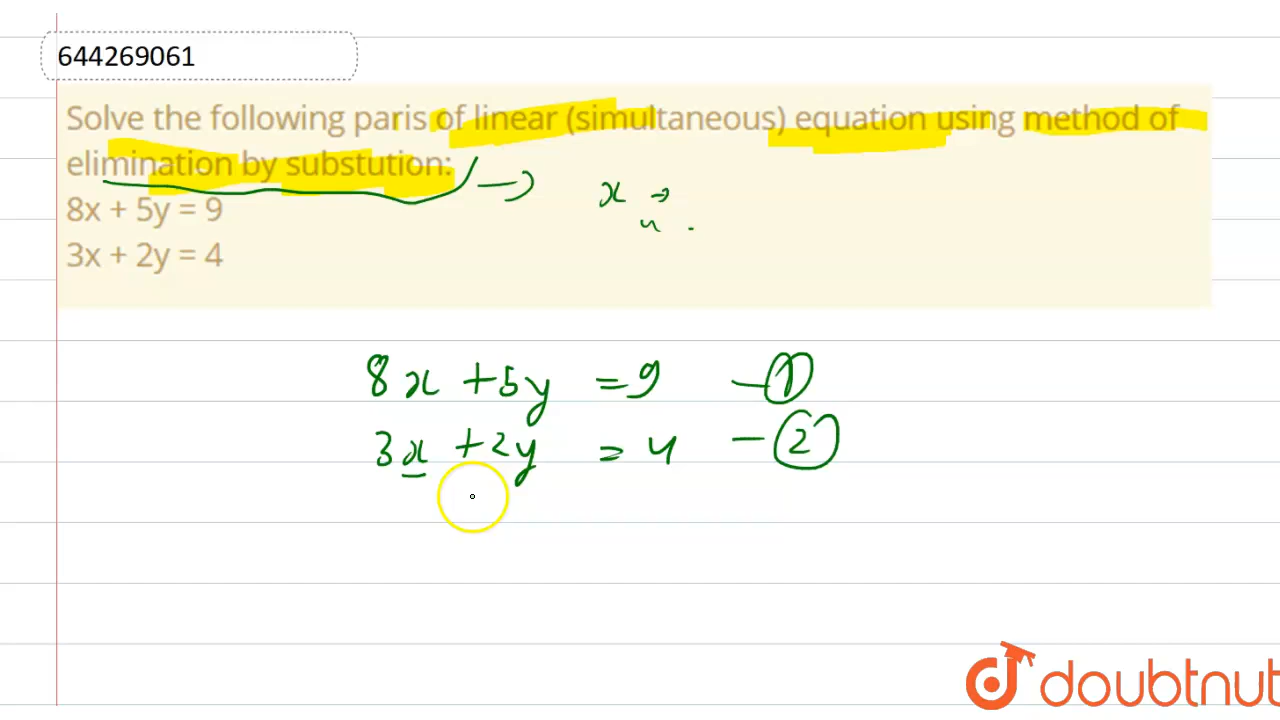 644269061
Solve the following paris of linear (simultaneous) equation using method of
elimination by substution:
8x + 5y = 9
3x + 2y = 4
x →
8x + 5y = 9 - 1
3x + 2y = 4 - 2
doubtnut